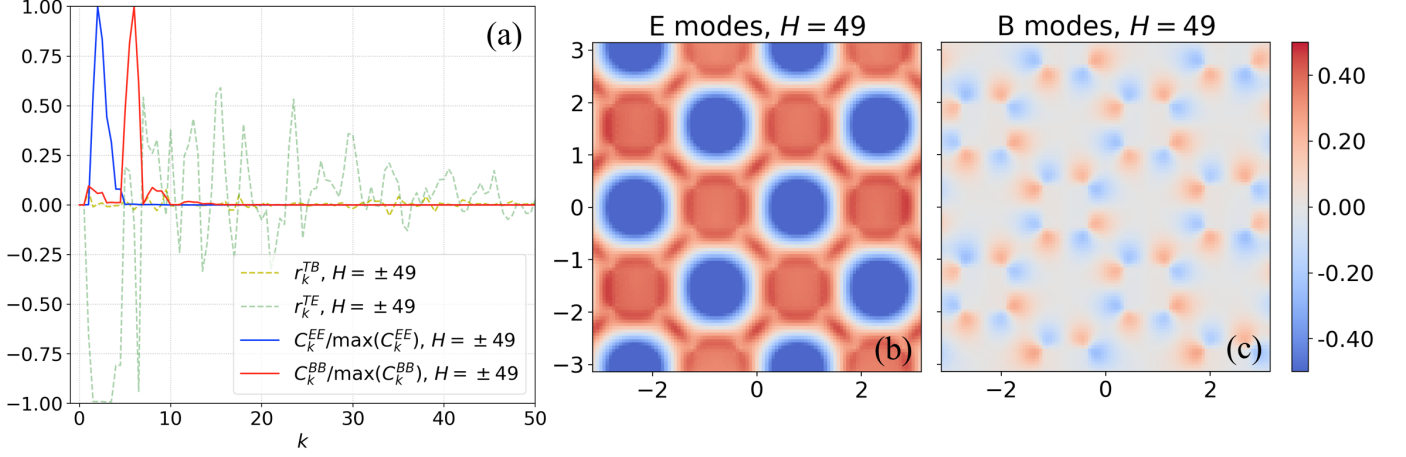 1.00
0.75
0.50
0.25
0.00
−0.25
−0.50
−0.75
−1.00
0 10 20 30 40 50
k
(a)
r_k^{TB}, H = ±49
r_k^{TE}, H = ±49
C_k^{EE}/max(C_k^{EE}), H = ±49
C_k^{BB}/max(C_k^{BB}), H = ±49
E modes, H = 49
3
2
1
0
−1
−2
−3
−2 0 2
(b)
B modes, H = 49
−2 0 2
(c)
0.40
0.20
0.00
-0.20
-0.40